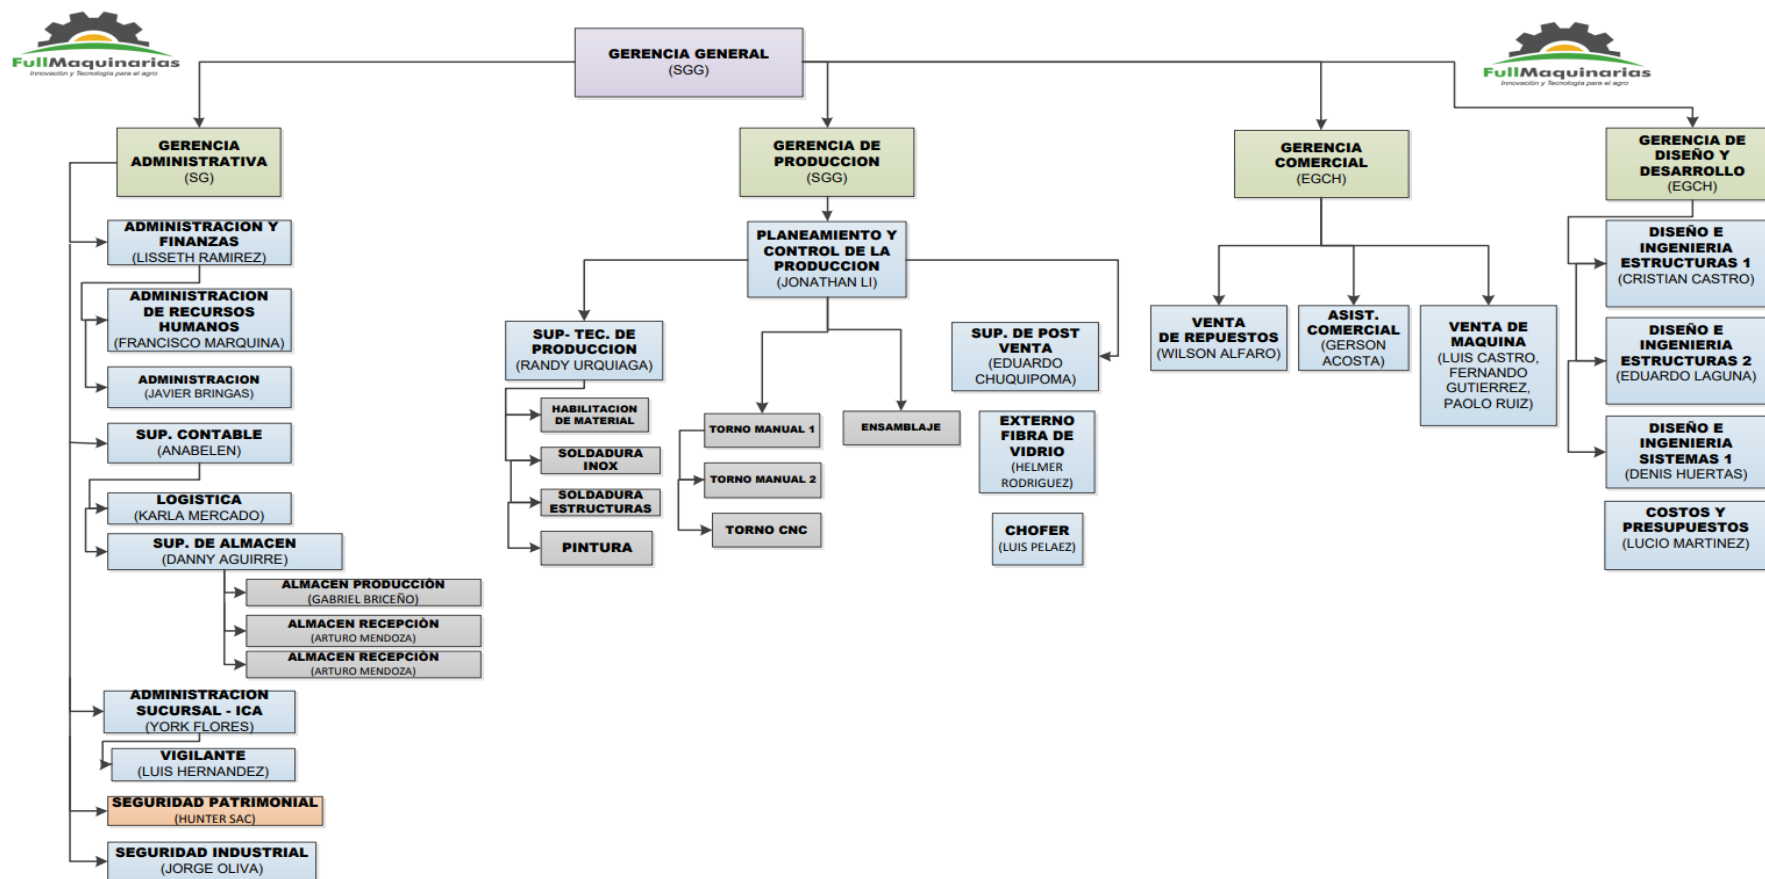 FullMaquinarias
Innovación y Tecnología para el agro
GERENCIA GENERAL
(SGG)
FullMaquinarias
Innovación y Tecnología para el agro
GERENCIA
ADMINISTRATIVA
(SG)
ADMINISTRACION Y
FINANZAS
(LISSETH RAMIREZ)
ADMINISTRACION
DE RECURSOS
HUMANOS
(FRANCISCO MARQUINA)
ADMINISTRACION
(JAVIER BRINGAS)
SUP. CONTABLE
(ANABELEN)
LOGISTICA
(KARLA MERCADO)
SUP. DE ALMACEN
(DANNY AGUIRRE)
ALMACEN PRODUCCIÒN
(GABRIEL BRICEÑO)
ALMACEN RECEPCIÒN
(ARTURO MENDOZA)
ALMACEN RECEPCIÒN
(ARTURO MENDOZA)
ADMINISTRACION
SUCURSAL - ICA
(YORK FLORES)
VIGILANTE
(LUIS HERNANDEZ)
SEGURIDAD PATRIMONIAL
(HUNTER SAC)
SEGURIDAD INDUSTRIAL
(JORGE OLIVA)
GERENCIA DE
PRODUCCION
(SGG)
PLANEAMIENTO Y
CONTROL DE LA
PRODUCCION
(JONATHAN LI)
SUP- TEC. DE
PRODUCCION
(RANDY URQUIAGA)
HABILITACION
DE MATERIAL
SOLDADURA
INOX
SOLDADURA
ESTRUCTURAS
PINTURA
TORNO MANUAL 1
TORNO MANUAL 2
TORNO CNC
ENSAMBLAJE
SUP. DE POST
VENTA
(EDUARDO
CHUQUIPOMA)
EXTERNO
FIBRA DE
VIDRIO
(HELMER
RODRIGUEZ)
CHOFER
(LUIS PELAEZ)
GERENCIA
COMERCIAL
(EGCH)
VENTA
DE REPUESTOS
(WILSON ALFARO)
ASIST.
COMERCIAL
(GERSON
ACOSTA)
VENTA DE
MAQUINA
(LUIS CASTRO,
FERNANDO
GUTIERREZ,
PAOLO RUIZ)
GERENCIA DE
DISEÑO Y
DESARROLLO
(EGCH)
DISEÑO E
INGENIERIA
ESTRUCTURAS 1
(CRISTIAN CASTRO)
DISEÑO E
INGENIERIA
ESTRUCTURAS 2
(EDUARDO LAGUNA)
DISEÑO E
INGENIERIA
SISTEMAS 1
(DENIS HUERTAS)
COSTOS Y
PRESUPUESTOS
(LUCIO MARTINEZ)